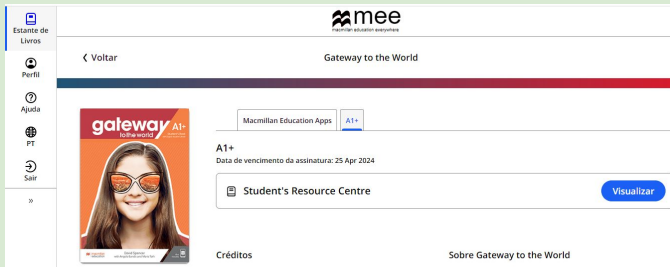 mee
macmillan education everywhere
Estante de
Livros
Perfil
Ajuda
PT
Sair
»
❮ Voltar
Gateway to the World
gateway
to the world
A1+
Macmillan Education Apps
A1+
A1+
Data de vencimento da assinatura: 25 Apr 2024
Student's Resource Centre
Visualizar
Créditos
Sobre Gateway to the World